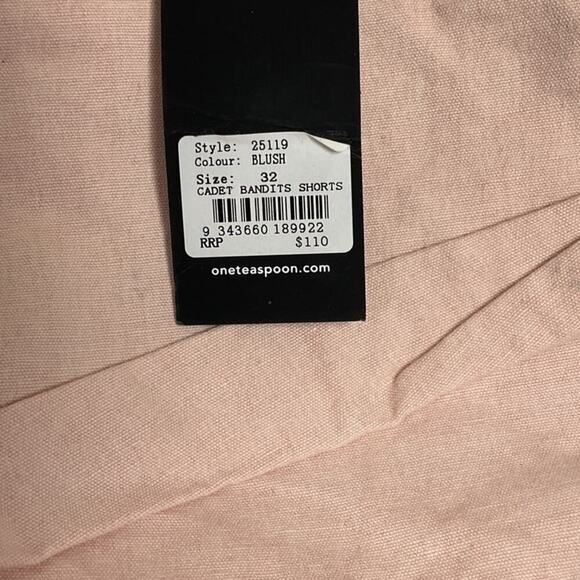 Style: 25119
Colour: BLUSH
Size: 32
CADET BANDITS SHORTS
9 343660 189922
RRP $110
oneteaspoon.com